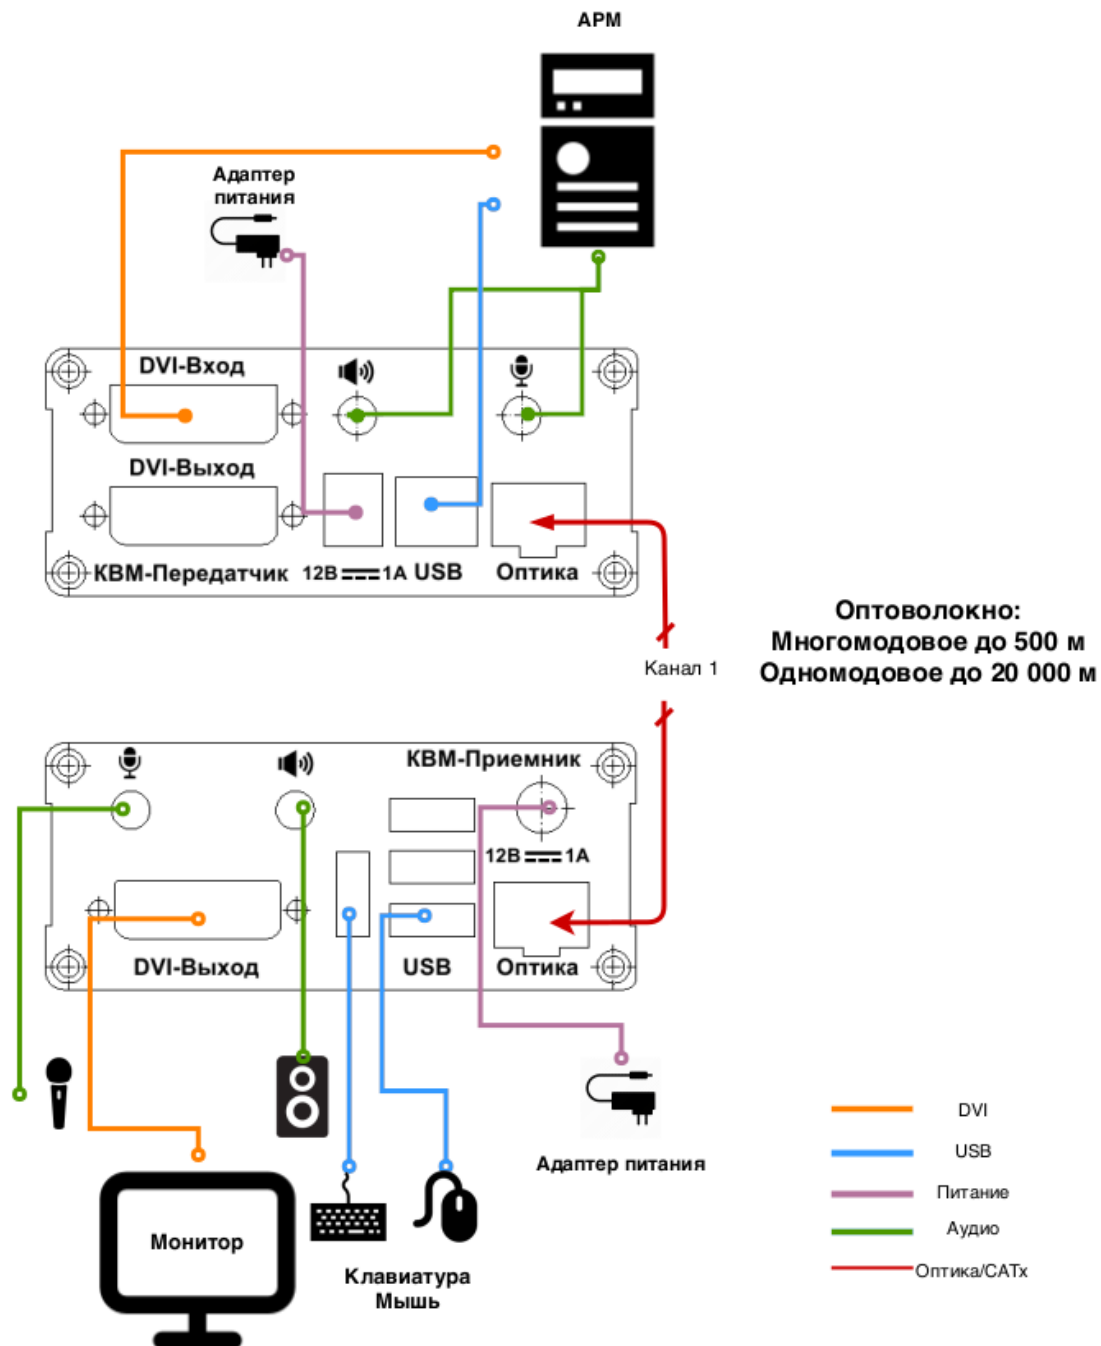 АРМ
Адаптер
питания
DVI-Вход
DVI-Выход
КВМ-Передатчик
12В
1А
USB
Оптика
Оптоволокно:
Многомодовое до 500 м
Одномодовое до 20 000 м
Канал 1
КВМ-Приемник
12В
1А
DVI-Выход
USB
Оптика
Адаптер питания
Монитор
Клавиатура
Мышь
DVI
USB
Питание
Аудио
Оптика/CATx